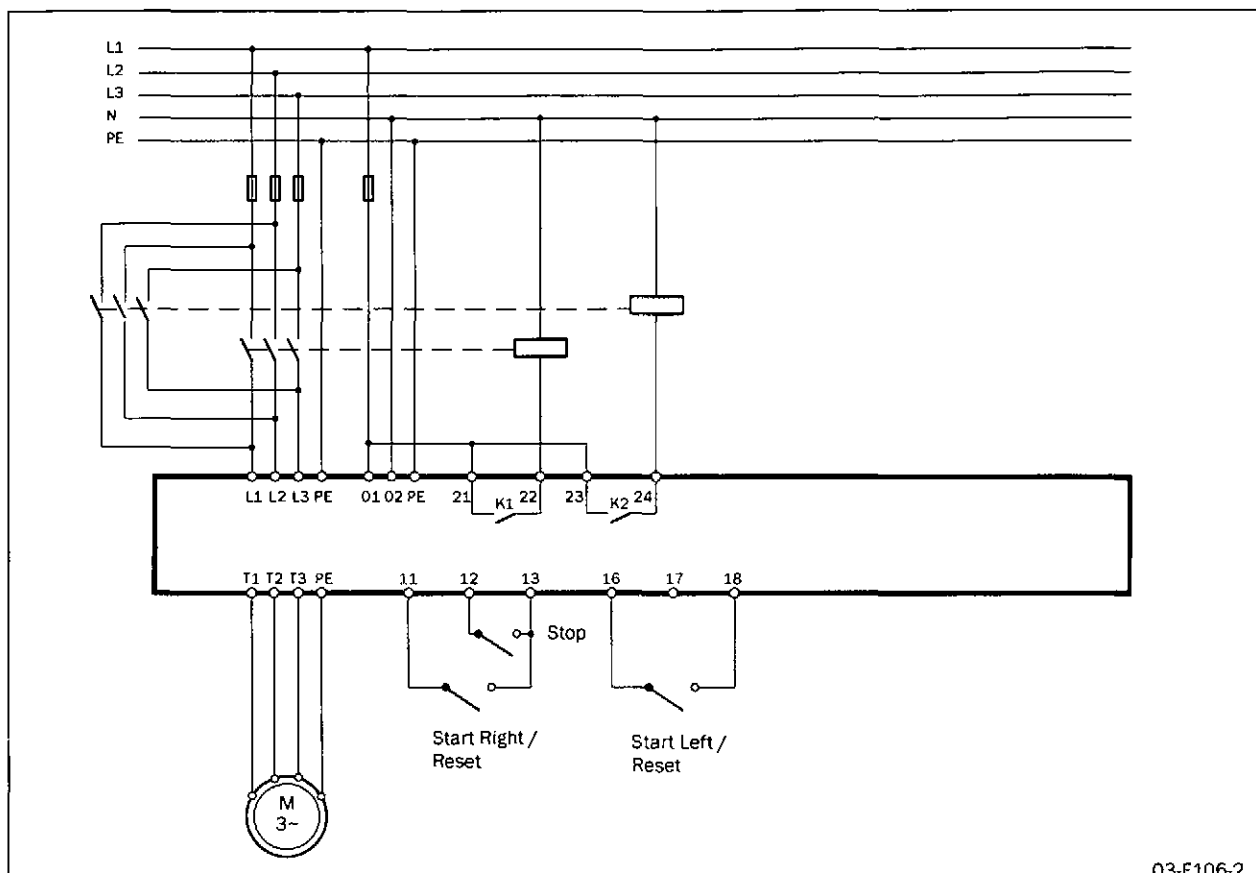 L1
L2
L3
N
PE
L1 L2 L3 PE 01 02 PE 21 K1 22 23 K2 24
T1 T2 T3 PE 11 12 13 16 17 18
Stop
Start Right /
Reset
Start Left /
Reset
M
3~
03-F106-2